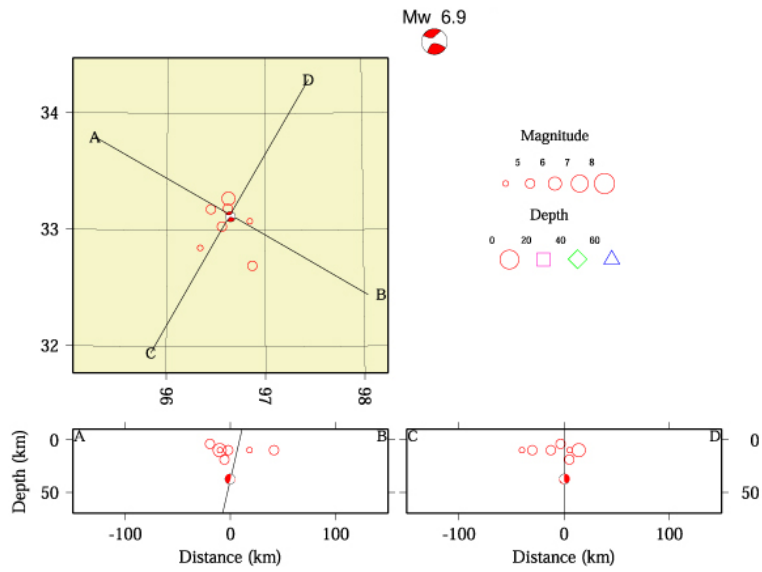 Mw 6.9
D
34
A
Magnitude
5 6 7 8
Depth
33
0 20 40 60
B
32
C
96 97 98
0 A B C D 0
Depth (km)
50 50
-100 0 100 -100 0 100
Distance (km) Distance (km)